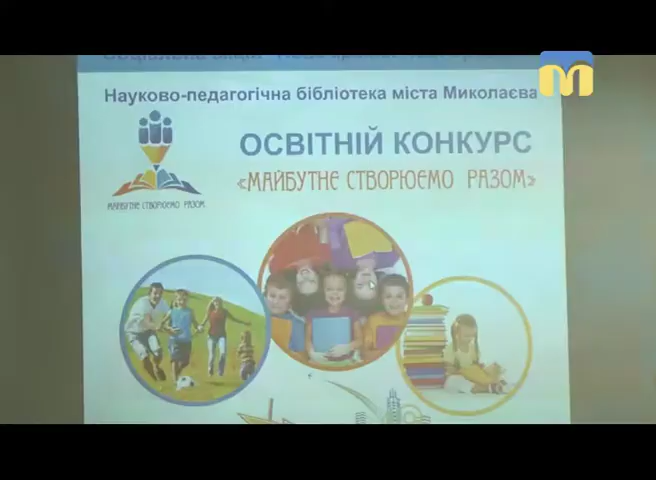 Науково-педагогічна бібліотека міста Миколаєва
ОСВІТНІЙ КОНКУРС
«МАЙБУТНЄ СТВОРЮЄМО РАЗОМ»
МАЙБУТНЄ СТВОРЮЄМО РАЗОМ